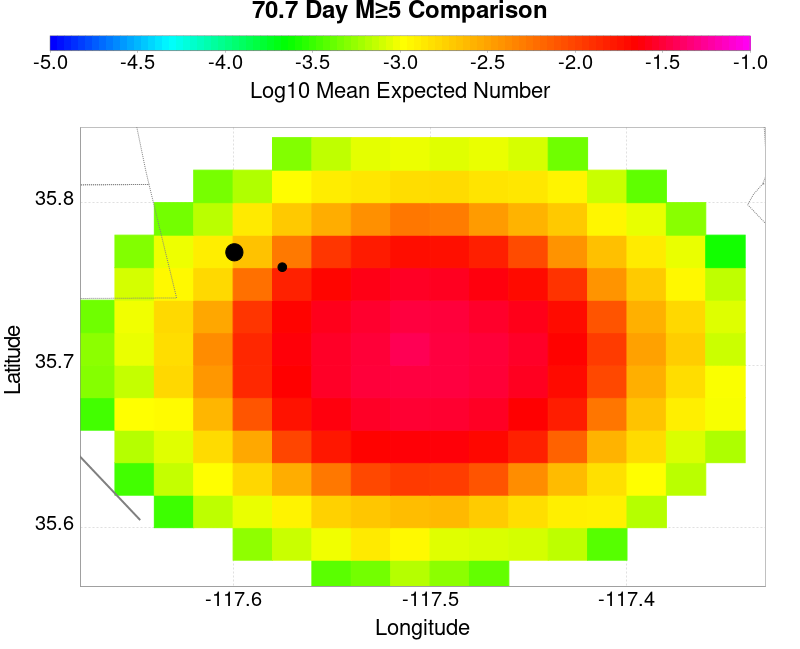 70.7 Day M≥5 Comparison
-5.0 -4.5 -4.0 -3.5 -3.0 -2.5 -2.0 -1.5 -1.0
Log10 Mean Expected Number
35.8
35.7
35.6
Latitude
-117.6 -117.5 -117.4
Longitude